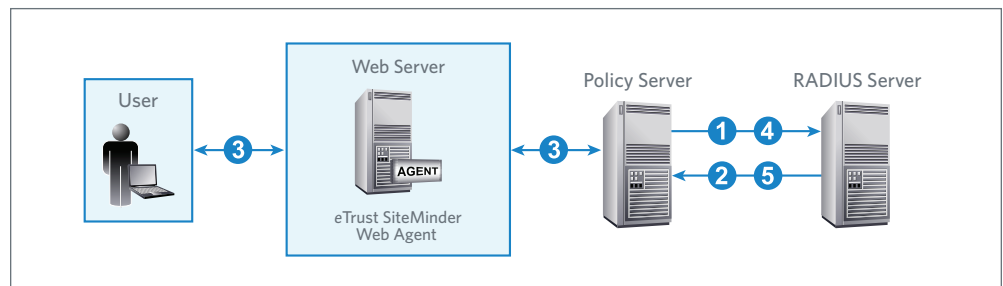 User
Web Server
Policy Server
RADIUS Server
3
3
1
4
2
5
AGENT
eTrust SiteMinder
Web Agent